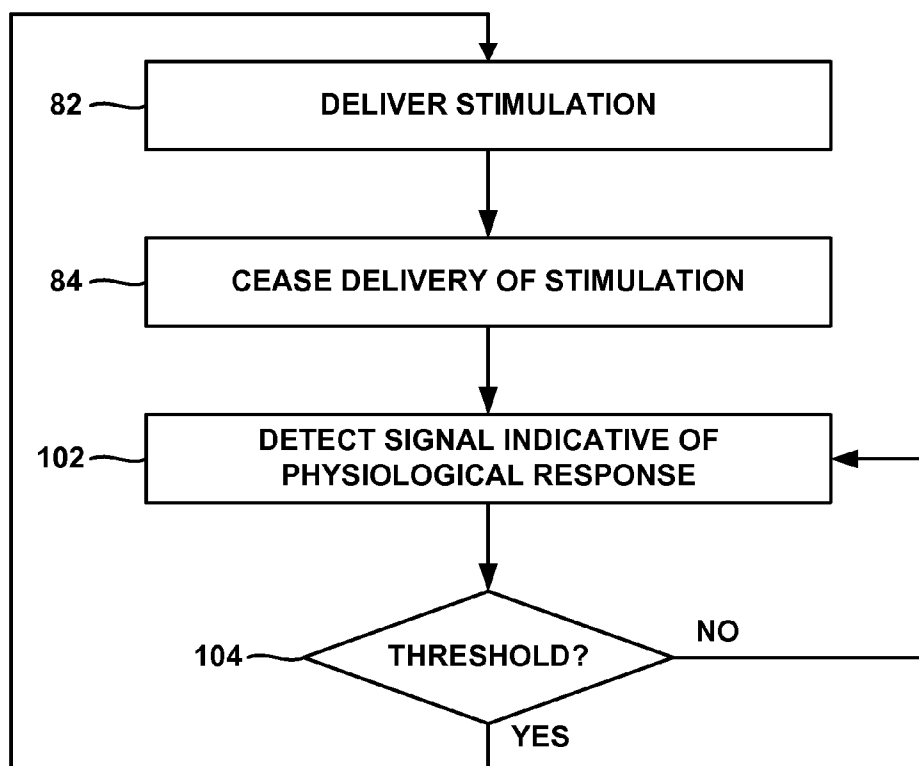 82
DELIVER STIMULATION
84
CEASE DELIVERY OF STIMULATION
102
DETECT SIGNAL INDICATIVE OF
PHYSIOLOGICAL RESPONSE
104
THRESHOLD?
NO
YES